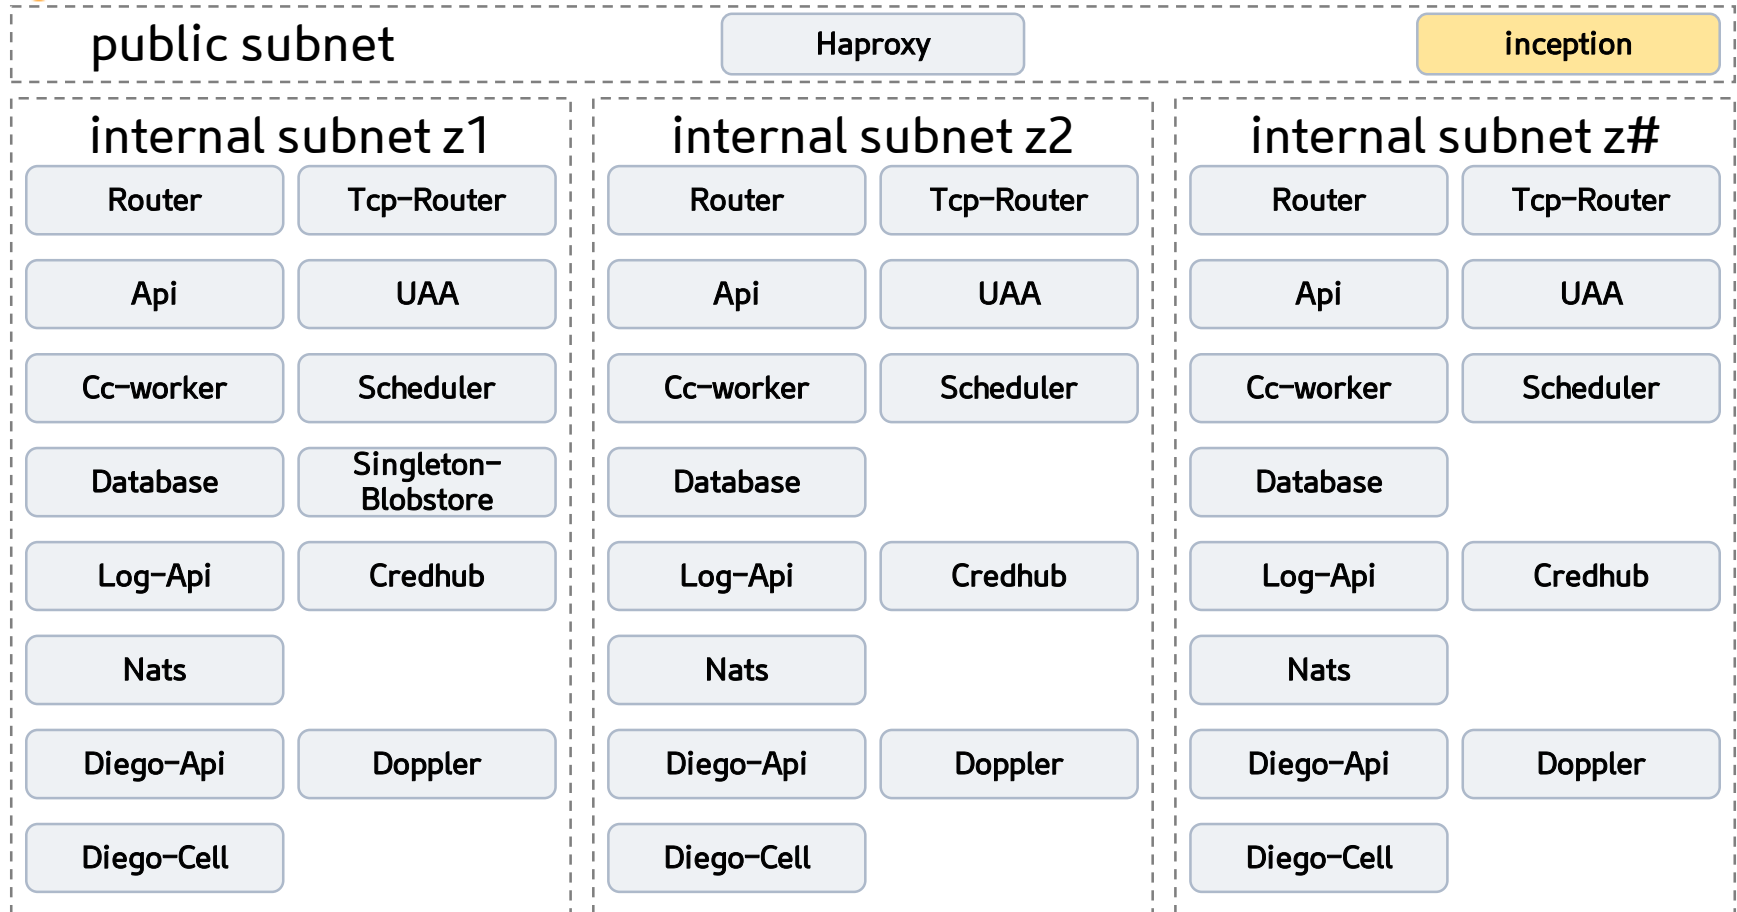 public subnet
Haproxy
inception
internal subnet z1
Router
Tcp-Router
Api
UAA
Cc-worker
Scheduler
Database
Singleton-
Blobstore
Log-Api
Credhub
Nats
Diego-Api
Doppler
Diego-Cell
internal subnet z2
Router
Tcp-Router
Api
UAA
Cc-worker
Scheduler
Database
Log-Api
Credhub
Nats
Diego-Api
Doppler
Diego-Cell
internal subnet z#
Router
Tcp-Router
Api
UAA
Cc-worker
Scheduler
Database
Log-Api
Credhub
Nats
Diego-Api
Doppler
Diego-Cell